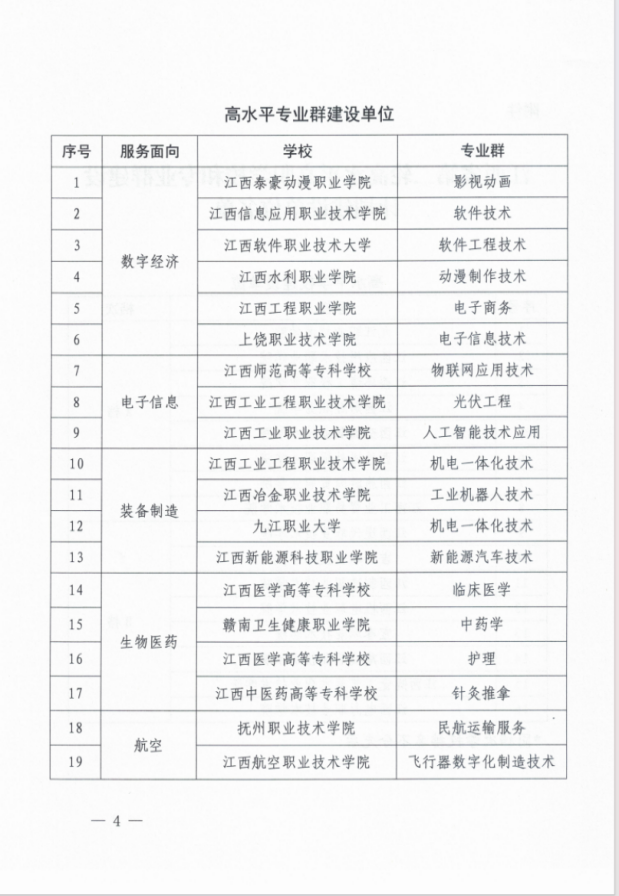 高水平专业群建设单位
序号 服务面向 学校 专业群
1 江西泰豪动漫职业学院 影视动画
2 江西信息应用职业技术学院 软件技术
3 江西软件职业技术大学 软件工程技术
数字经济
4 江西水利职业学院 动漫制作技术
5 江西工程职业学院 电子商务
6 上饶职业技术学院 电子信息技术
7 江西师范高等专科学校 物联网应用技术
8 电子信息 江西工业工程职业技术学院 光伏工程
9 江西工业职业技术学院 人工智能技术应用
10 江西工业工程职业技术学院 机电一体化技术
11 江西冶金职业技术学院 工业机器人技术
装备制造
12 九江职业大学 机电一体化技术
13 江西新能源科技职业学院 新能源汽车技术
14 江西医学高等专科学校 临床医学
15 赣南卫生健康职业学院 中药学
生物医药
16 江西医学高等专科学校 护理
17 江西中医药高等专科学校 针灸推拿
18 抚州职业技术学院 民航运输服务
航空
19 江西航空职业技术学院 飞行器数字化制造技术
— 4 —